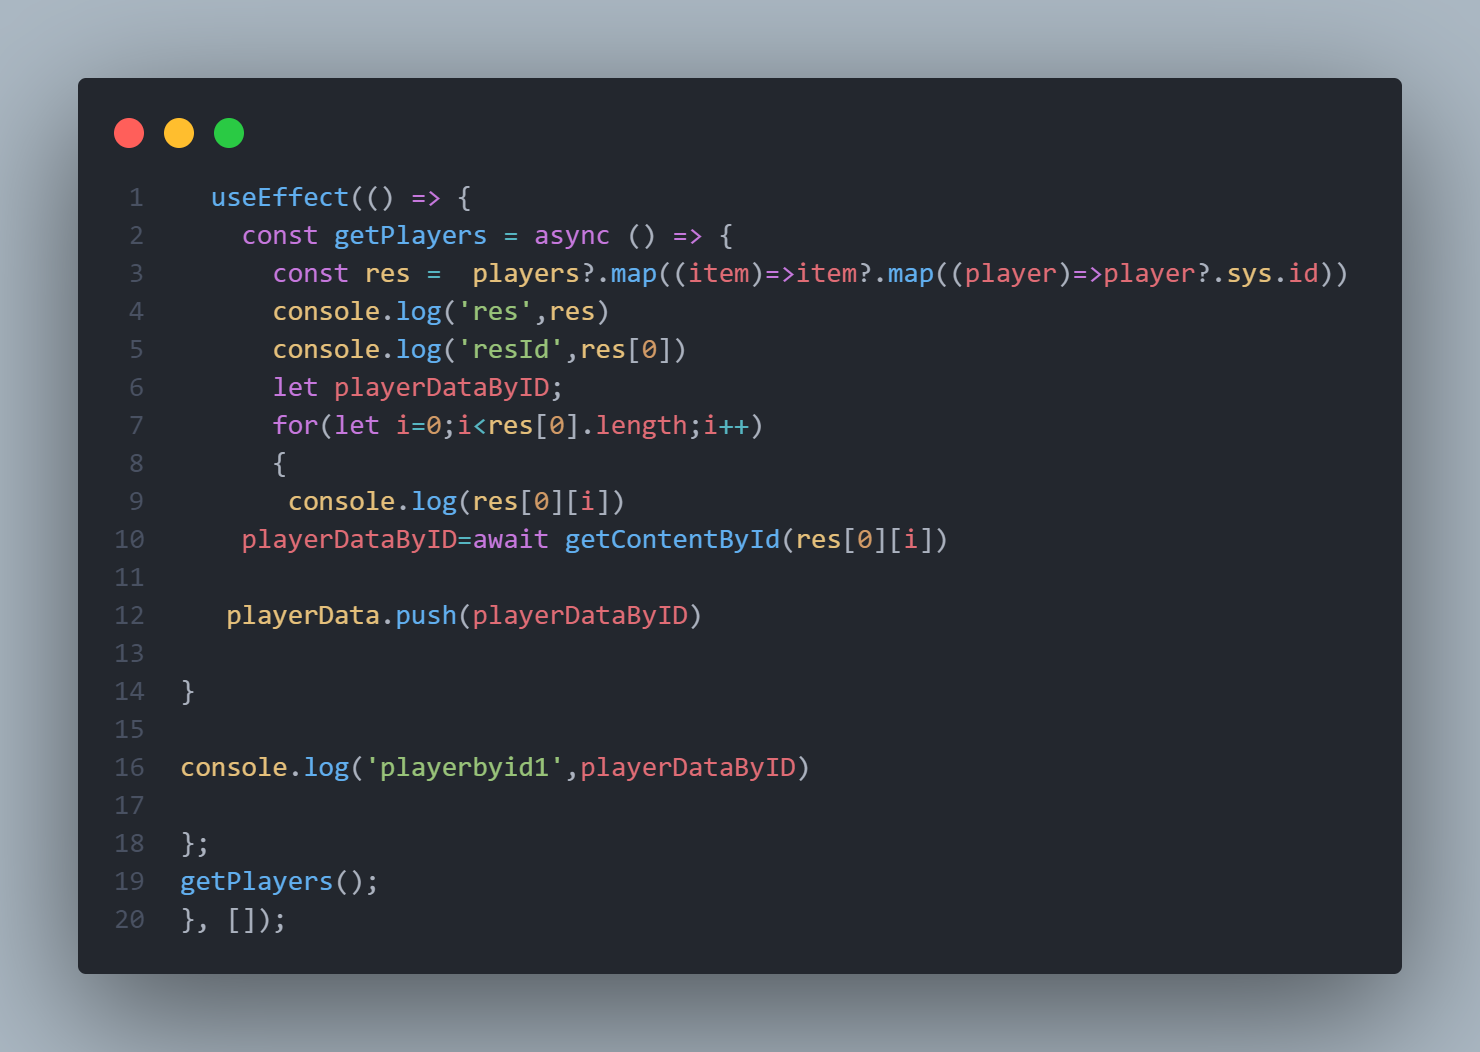 1 useEffect(() => {
2 const getPlayers = async () => {
3 const res =  players?.map((item)=>item?.map((player)=>player?.sys.id))
4 console.log('res',res)
5 console.log('resId',res[0])
6 let playerDataByID;
7 for(let i=0;i<res[0].length;i++)
8 {
9 console.log(res[0][i])
10 playerDataByID=await getContentById(res[0][i])
11
12 playerData.push(playerDataByID)
13
14 }
15
16 console.log('playerbyid1',playerDataByID)
17
18 };
19 getPlayers();
20 }, []);